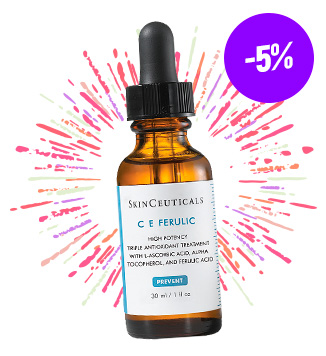 -5%
SKINCEUTICALS
C E FERULIC
HIGH POTENCY
TRIPLE ANTIOXIDANT TREATMENT
WITH L-ASCORBIC ACID, ALPHA
TOCOPHEROL, AND FERULIC ACID
PREVENT
30 ml / 1 fl oz